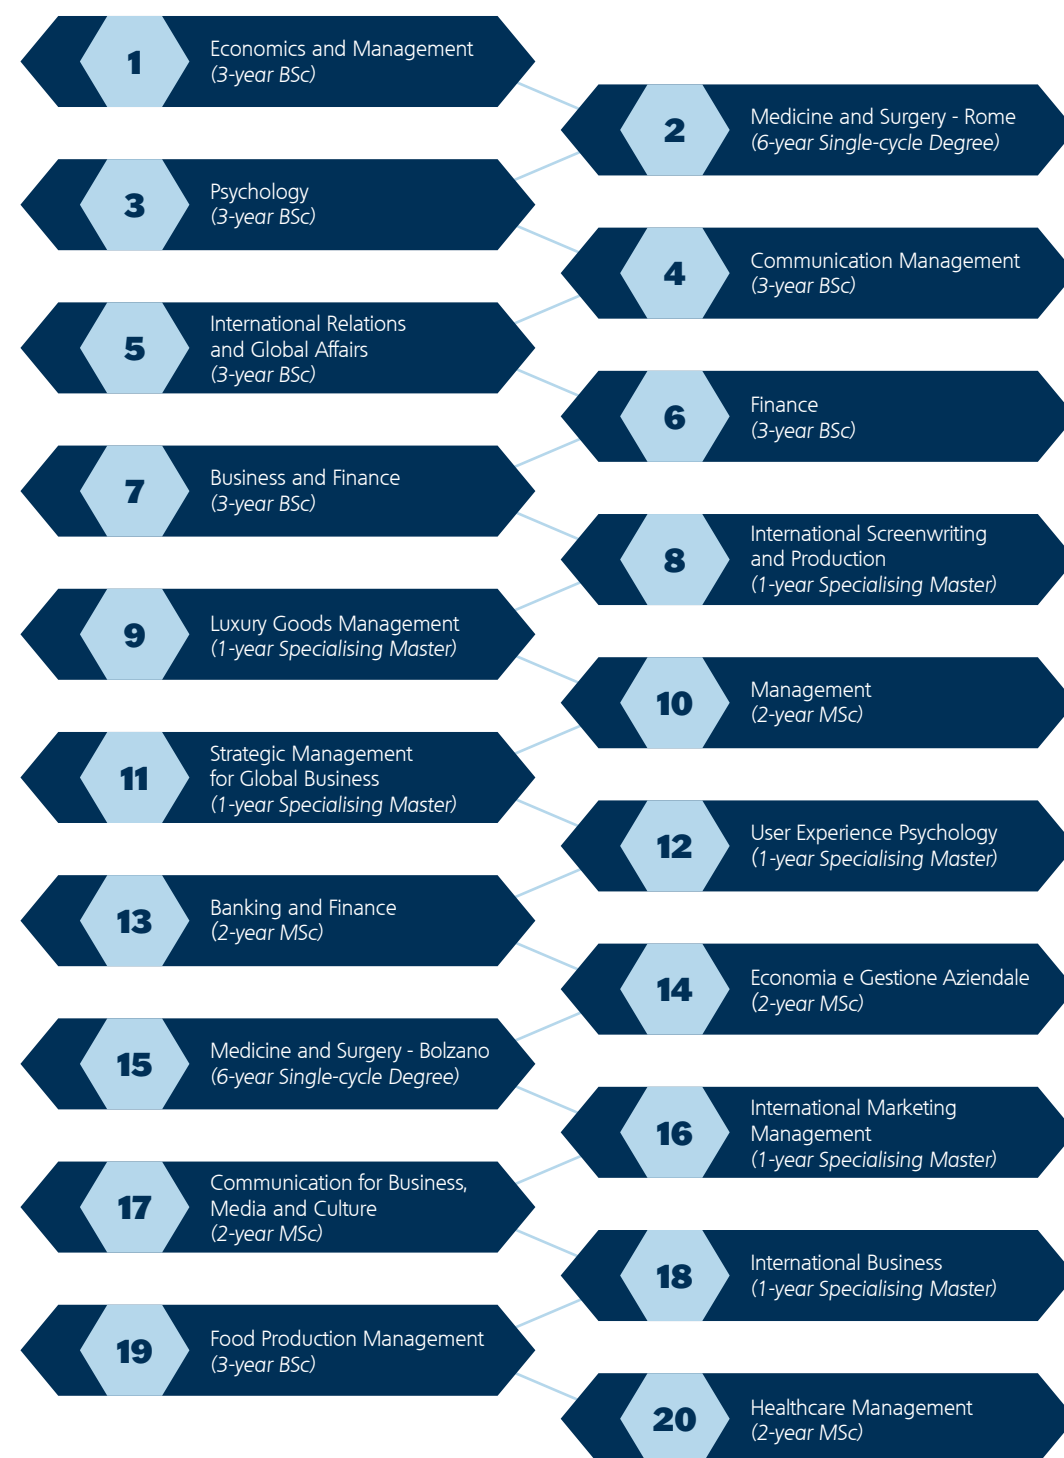 1
Economics and Management
(3-year BSc)
2
Medicine and Surgery - Rome
(6-year Single-cycle Degree)
3
Psychology
(3-year BSc)
4
Communication Management
(3-year BSc)
5
International Relations
and Global Affairs
(3-year BSc)
6
Finance
(3-year BSc)
7
Business and Finance
(3-year BSc)
8
International Screenwriting
and Production
(1-year Specialising Master)
9
Luxury Goods Management
(1-year Specialising Master)
10
Management
(2-year MSc)
11
Strategic Management
for Global Business
(1-year Specialising Master)
12
User Experience Psychology
(1-year Specialising Master)
13
Banking and Finance
(2-year MSc)
14
Economia e Gestione Aziendale
(2-year MSc)
15
Medicine and Surgery - Bolzano
(6-year Single-cycle Degree)
16
International Marketing
Management
(1-year Specialising Master)
17
Communication for Business,
Media and Culture
(2-year MSc)
18
International Business
(1-year Specialising Master)
19
Food Production Management
(3-year BSc)
20
Healthcare Management
(2-year MSc)